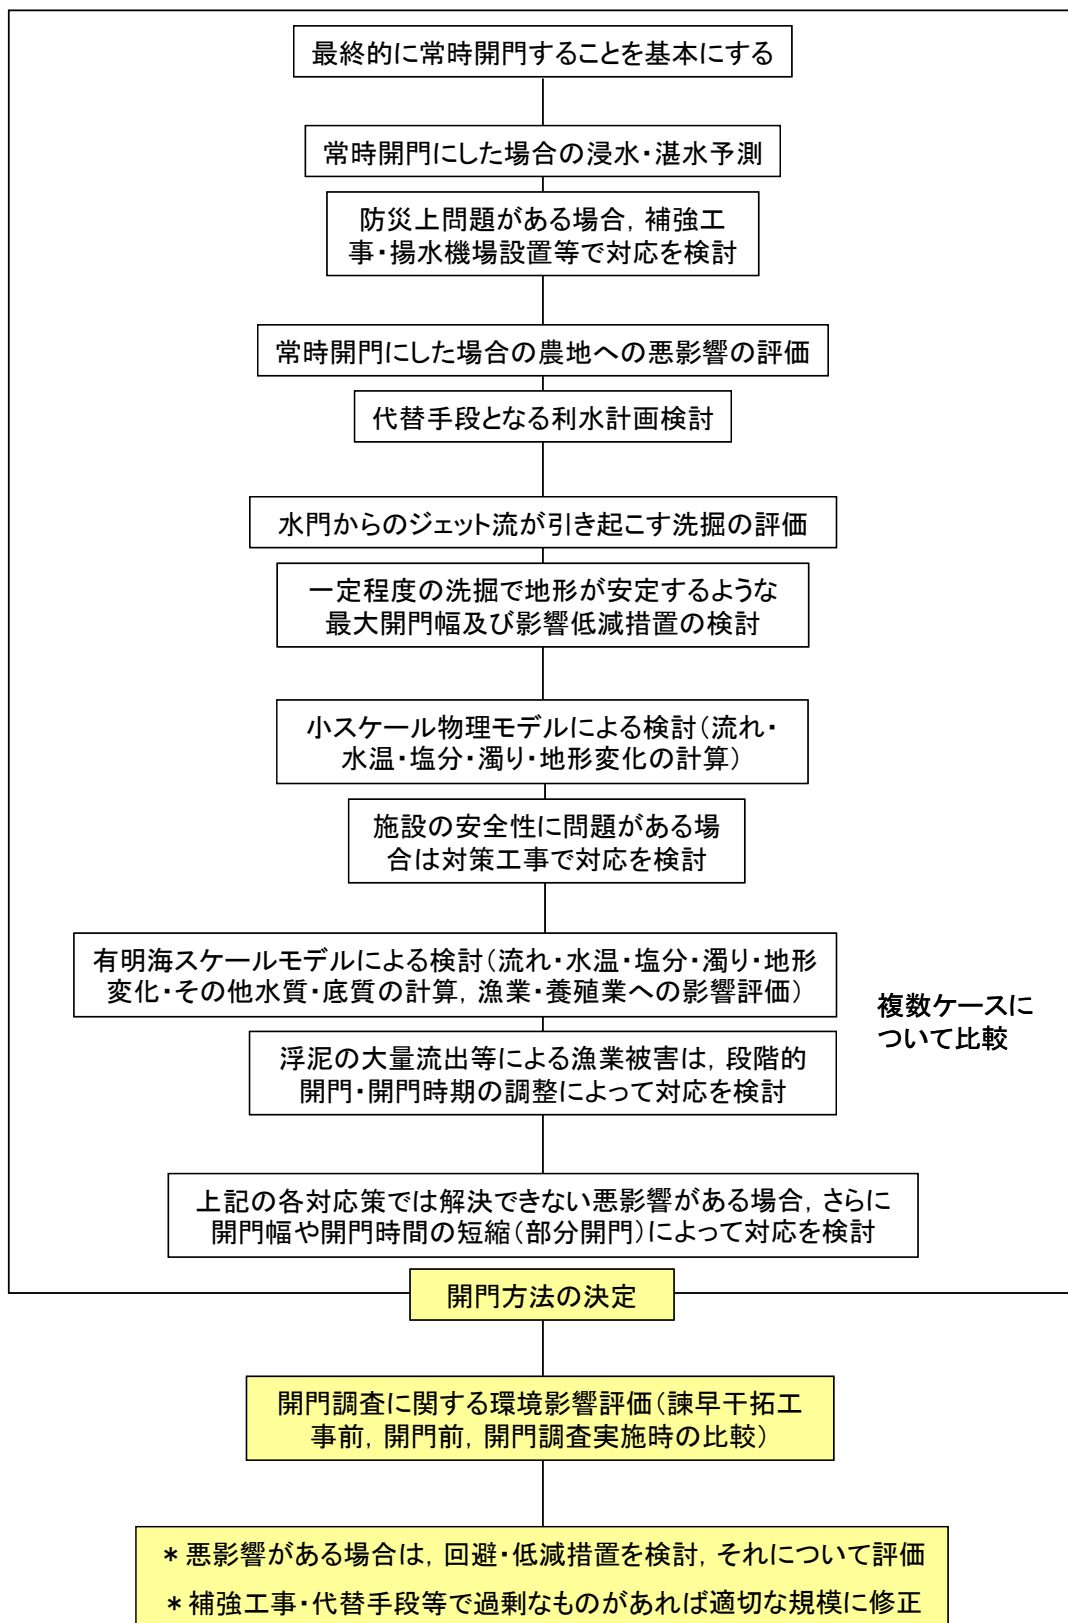 最終的に常時開門することを基本にする
常時開門にした場合の浸水・湛水予測
防災上問題がある場合，補強工
事・揚水機場設置等で対応を検討
常時開門にした場合の農地への悪影響の評価
代替手段となる利水計画検討
水門からのジェット流が引き起こす洗掘の評価
一定程度の洗掘で地形が安定するような
最大開門幅及び影響低減措置の検討
小スケール物理モデルによる検討（流れ・
水温・塩分・濁り・地形変化の計算）
施設の安全性に問題がある場
合は対策工事で対応を検討
有明海スケールモデルによる検討（流れ・水温・塩分・濁り・地形
変化・その他水質・底質の計算，漁業・養殖業への影響評価）
複数ケースに
ついて比較
浮泥の大量流出等による漁業被害は，段階的
開門・開門時期の調整によって対応を検討
上記の各対応策では解決できない悪影響がある場合，さらに
開門幅や開門時間の短縮（部分開門）によって対応を検討
開門方法の決定
開門調査に関する環境影響評価（諫早干拓工
事前，開門前，開門調査実施時の比較）
＊悪影響がある場合は，回避・低減措置を検討，それについて評価
＊補強工事・代替手段等で過剰なものがあれば適切な規模に修正